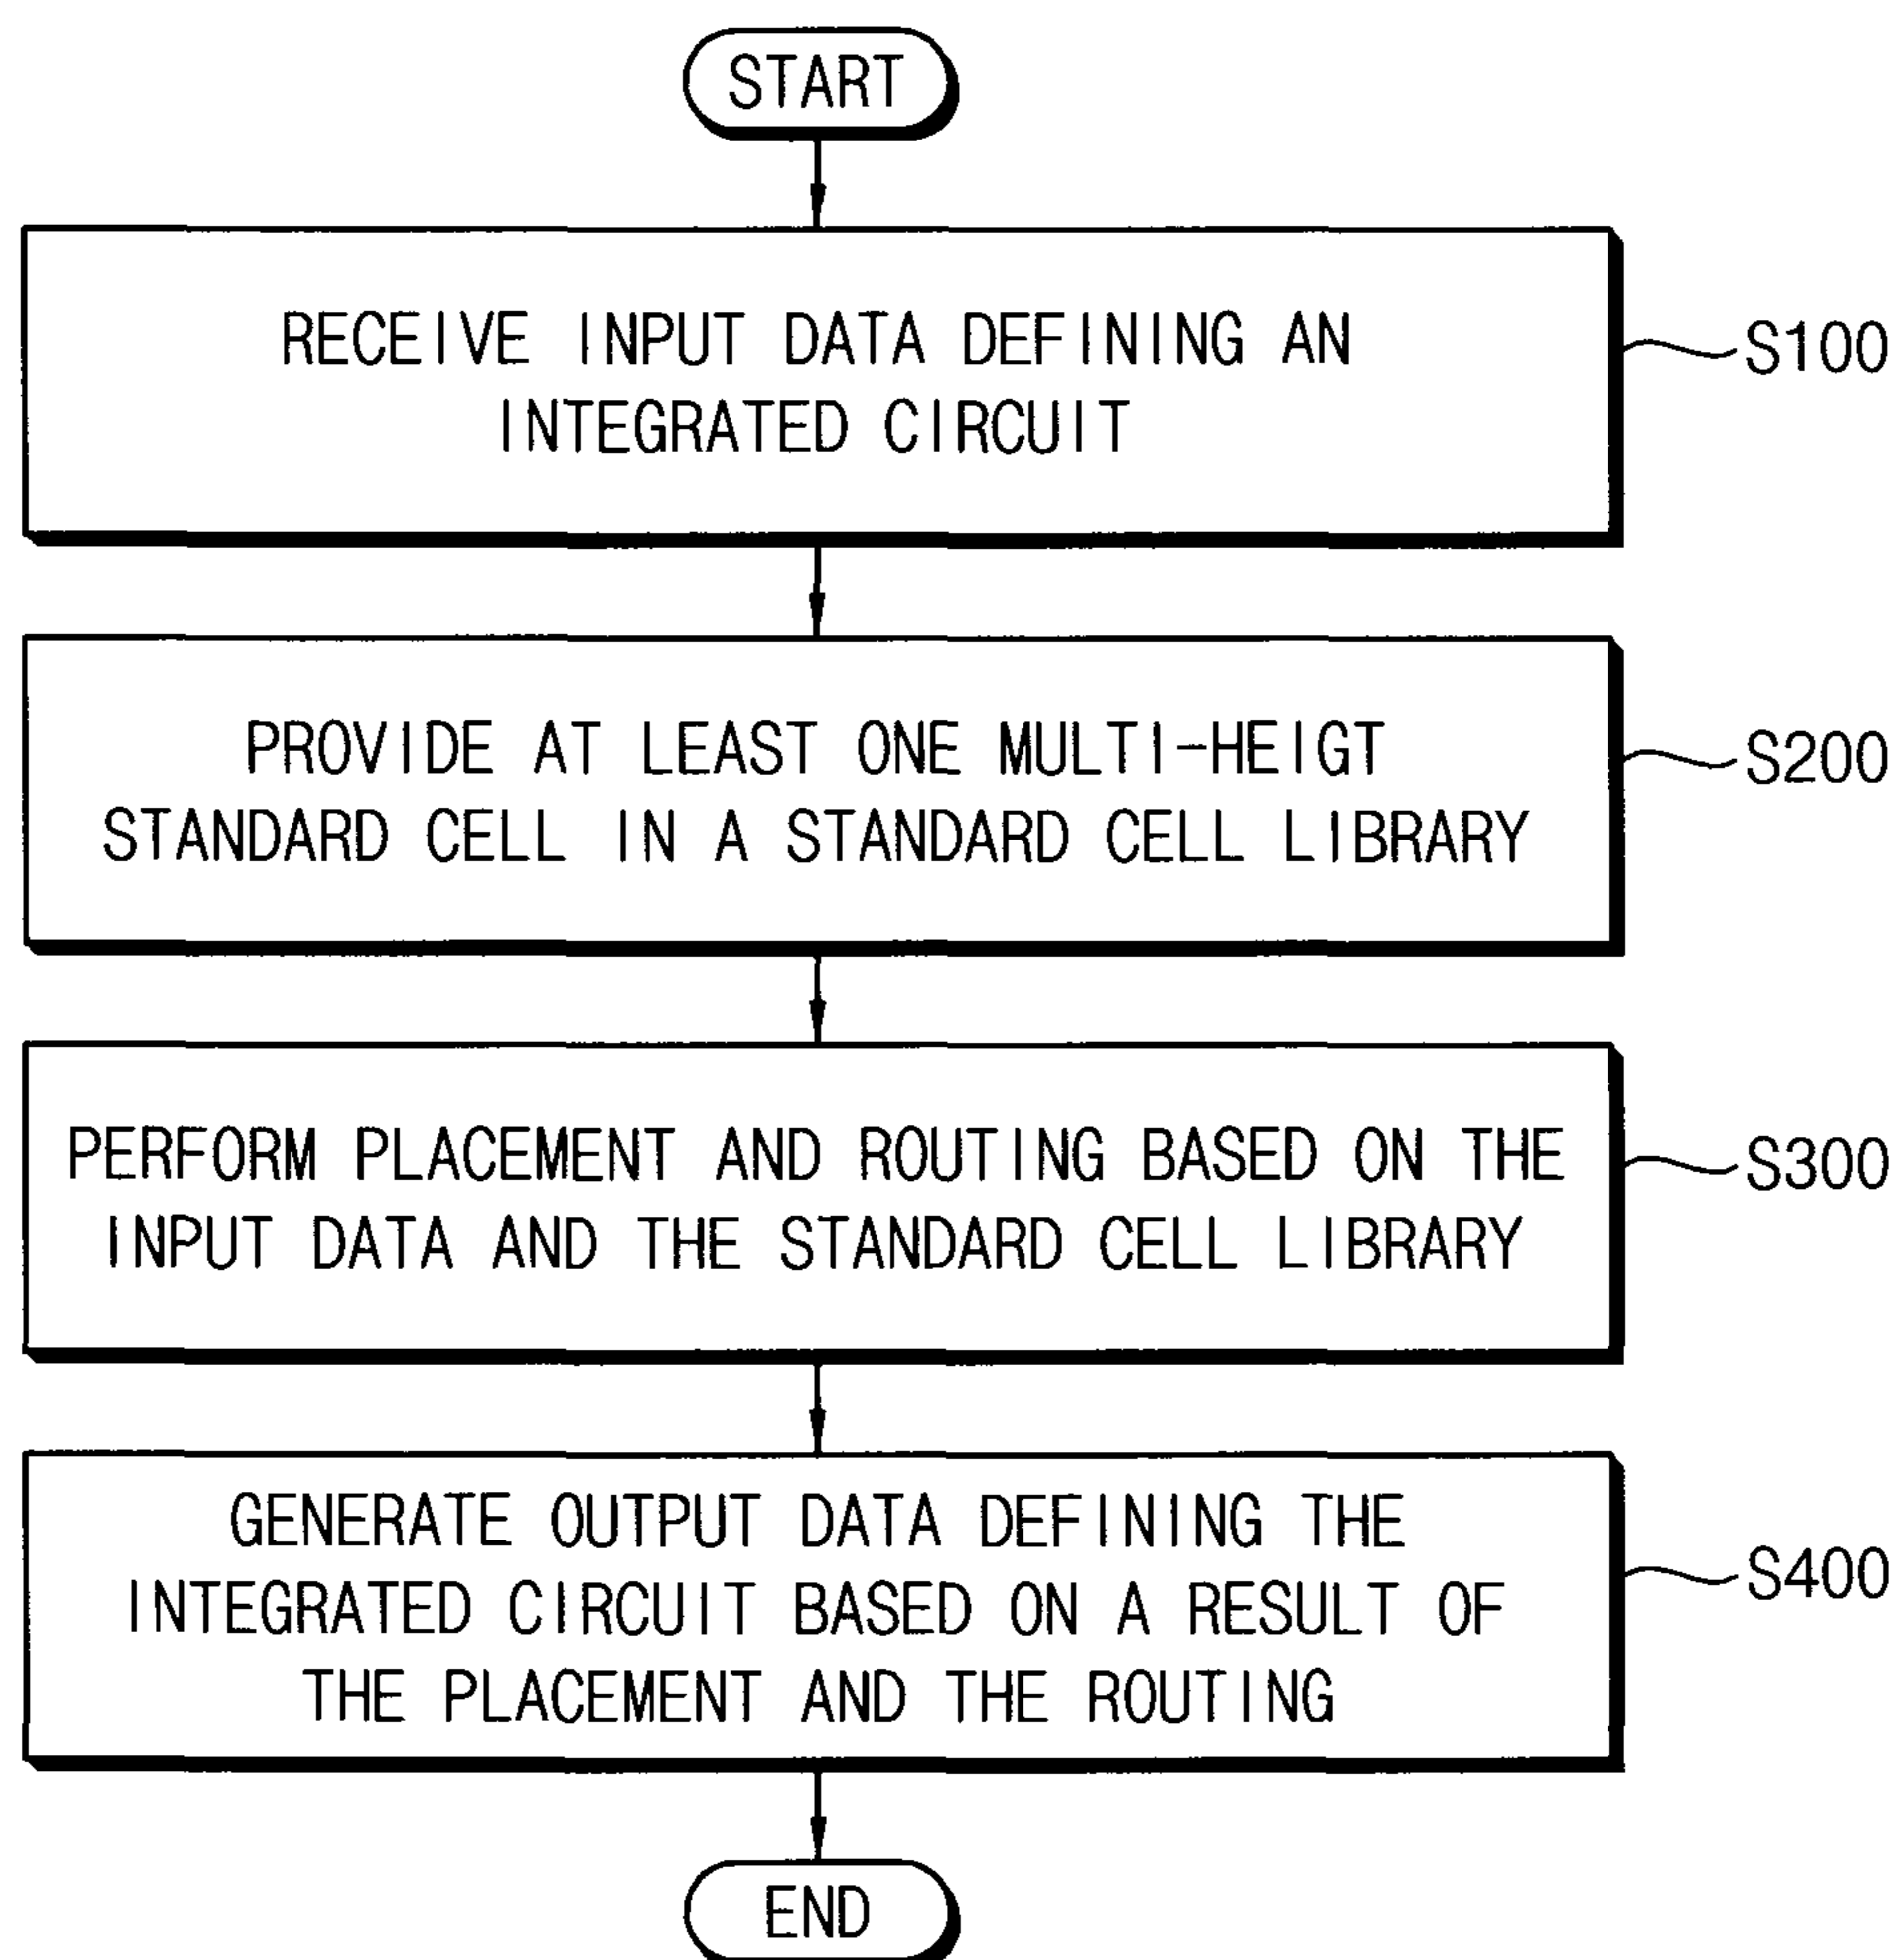 START
RECEIVE INPUT DATA DEFINING AN
INTEGRATED CIRCUIT
S100
PROVIDE AT LEAST ONE MULTI-HEIGT
STANDARD CELL IN A STANDARD CELL LIBRARY
S200
PERFORM PLACEMENT AND ROUTING BASED ON THE
INPUT DATA AND THE STANDARD CELL LIBRARY
S300
GENERATE OUTPUT DATA DEFINING THE
INTEGRATED CIRCUIT BASED ON A RESULT OF
THE PLACEMENT AND THE ROUTING
S400
END